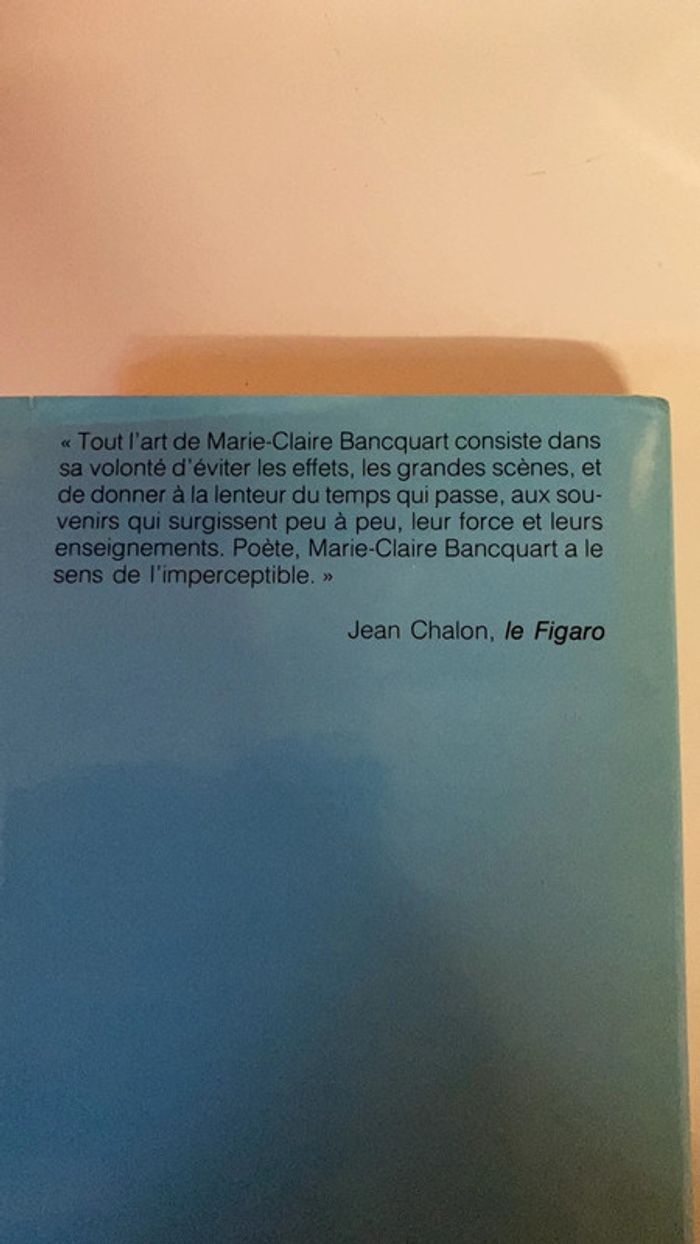 « Tout l'art de Marie-Claire Bancquart consiste dans
sa volonté d'éviter les effets, les grandes scènes, et
de donner à la lenteur du temps qui passe, aux sou-
venirs qui surgissent peu à peu, leur force et leurs
enseignements. Poète, Marie-Claire Bancquart a le
sens de l'imperceptible. »
Jean Chalon, le Figaro